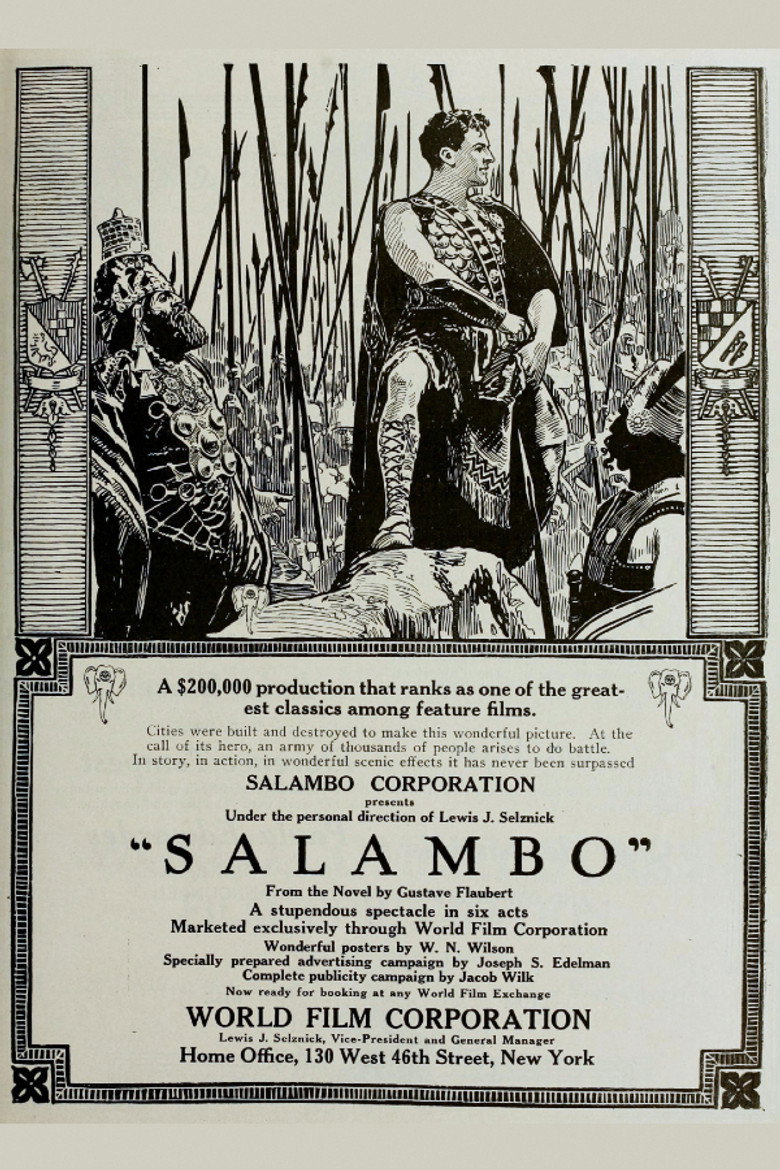 A $200,000 production that ranks as one of the great-
est classics among feature films.
Cities were built and destroyed to make this wonderful picture. At the
call of its hero, an army of thousands of people arises to do battle.
In story, in action, in wonderful scenic effects it has never been surpassed
SALAMBO CORPORATION
presents
Under the personal direction of Lewis J. Selznick
"SALAMBO"
From the Novel by Gustave Flaubert
A stupendous spectacle in six acts
Marketed exclusively through World Film Corporation
Wonderful posters by W. N. Wilson
Specially prepared advertising campaign by Joseph S. Edelman
Complete publicity campaign by Jacob Wilk
Now ready for booking at any World Film Exchange
WORLD FILM CORPORATION
Lewis J. Selznick, Vice-President and General Manager
Home Office, 130 West 46th Street, New York